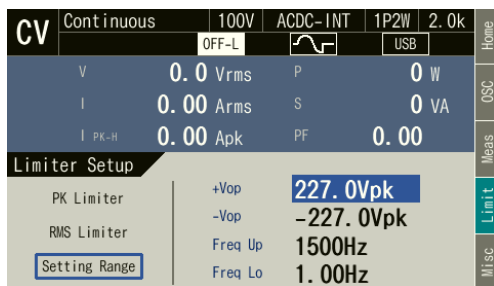 CV Continuous 100V ACDC-INT 1P2W 2.0k
OFF-L USB
V 0.0 Vrms P 0 W
I 0.00 Arms S 0 VA
I PK-H 0.00 Apk PF 0.00
Limiter Setup
PK Limiter
RMS Limiter
Setting Range
+Vop 227.0Vpk
-Vop -227.0Vpk
Freq Up 1500Hz
Freq Lo 1.00Hz
Home
OSC
Meas
Limit
Misc